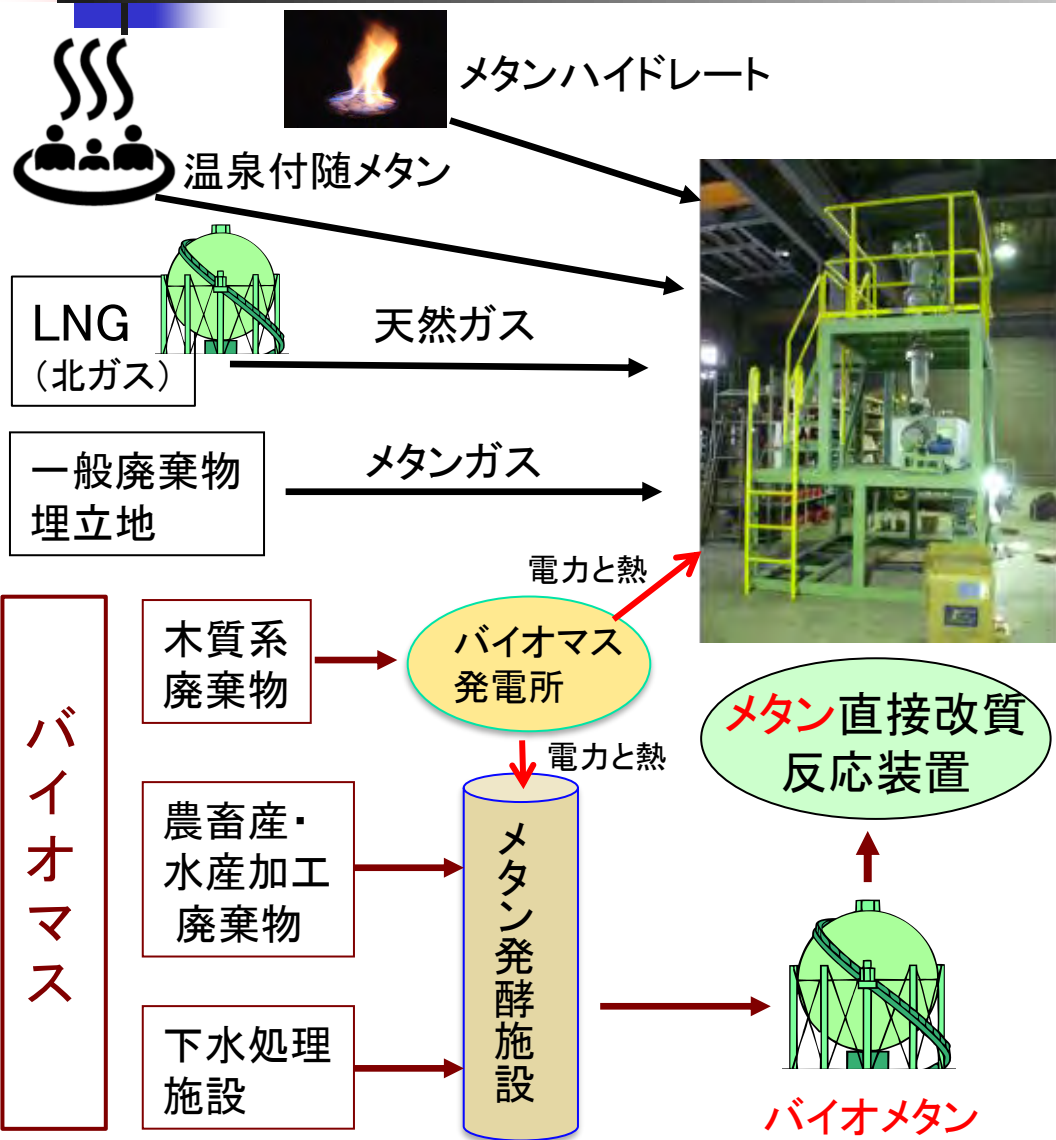 メタンハイドレート
温泉付随メタン
LNG
(北ガス)
天然ガス
一般廃棄物
埋立地
メタンガス
電力と熱
バイオマス
木質系
廃棄物
バイオマス
発電所
電力と熱
メタン直接改質
反応装置
農畜産・
水産加工
廃棄物
メタン発酵施設
下水処理
施設
バイオメタン